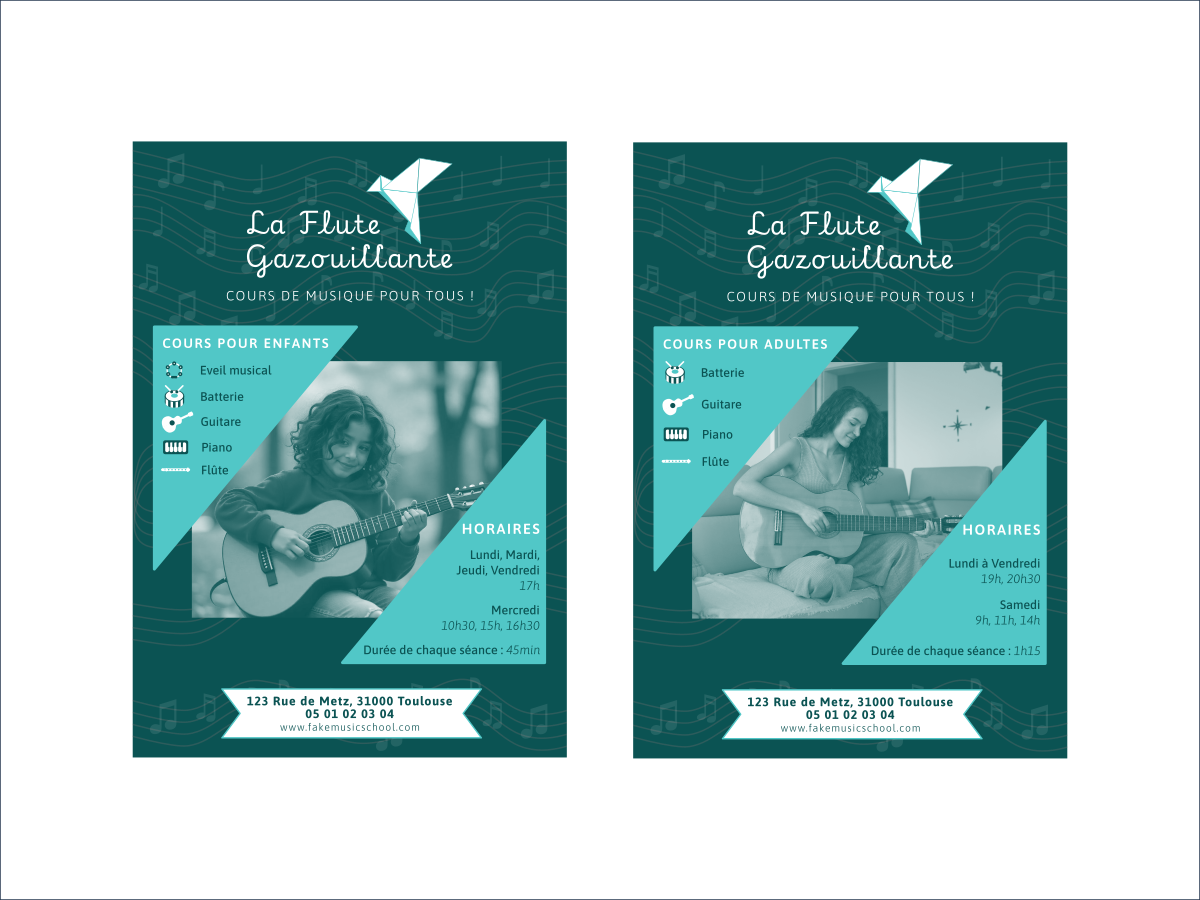 La Flute
Gazouillante
COURS DE MUSIQUE POUR TOUS !
COURS POUR ENFANTS
Eveil musical
Batterie
Guitare
Piano
Flûte
HORAIRES
Lundi, Mardi,
Jeudi, Vendredi
17h
Mercredi
10h30, 15h, 16h30
Durée de chaque séance : 45min
123 Rue de Metz, 31000 Toulouse
05 01 02 03 04
www.fakemusicschool.com
La Flute
Gazouillante
COURS DE MUSIQUE POUR TOUS !
COURS POUR ADULTES
Batterie
Guitare
Piano
Flûte
HORAIRES
Lundi à Vendredi
19h, 20h30
Samedi
9h, 11h, 14h
Durée de chaque séance : 1h15
123 Rue de Metz, 31000 Toulouse
05 01 02 03 04
www.fakemusicschool.com